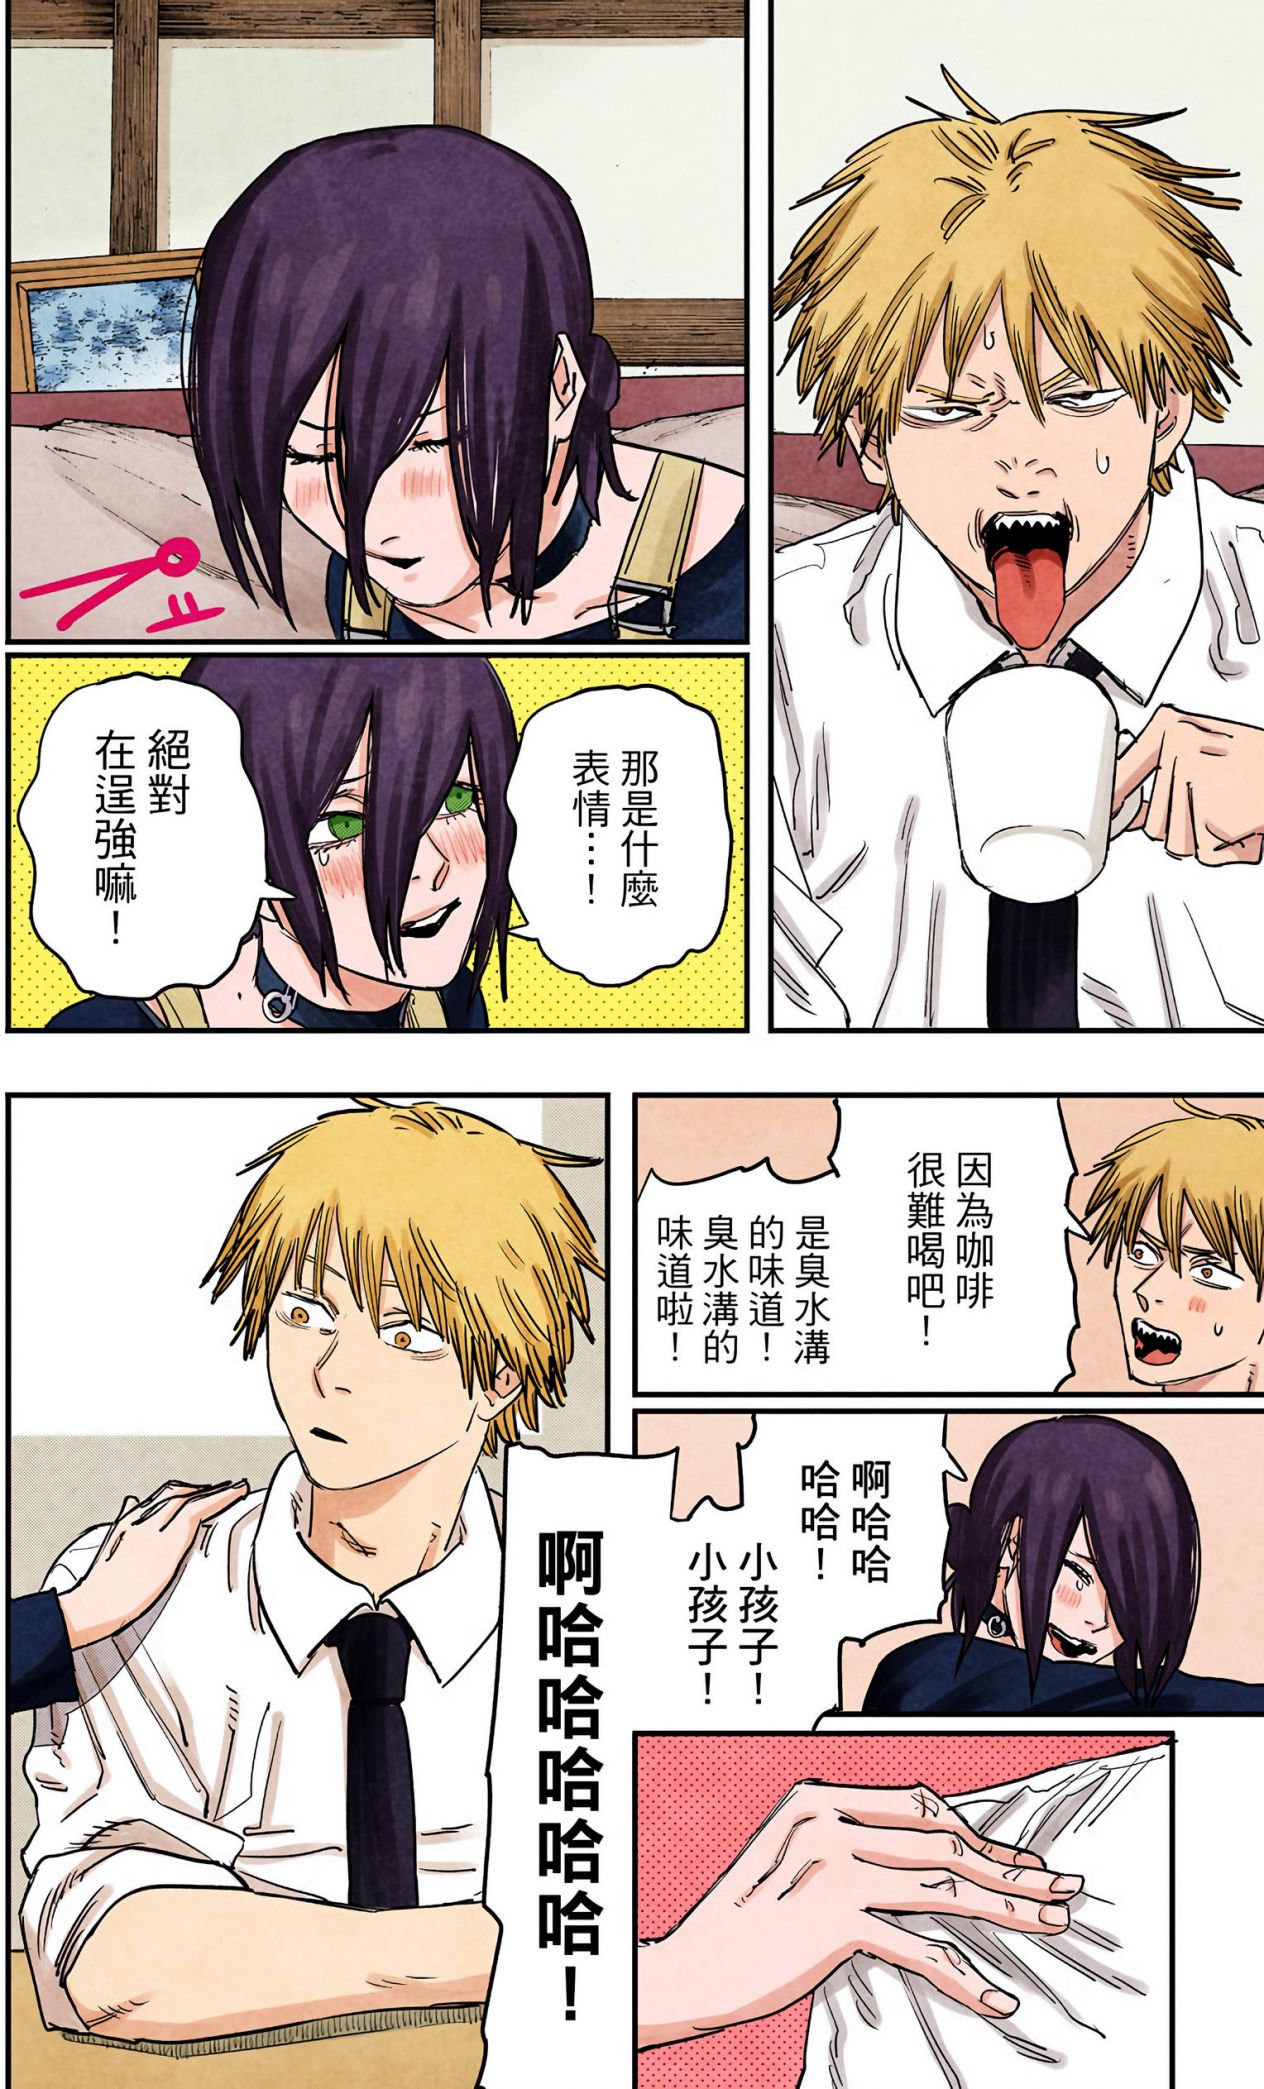 那是什麼
表情⋯！
絕對
在逞強嘛！
因為咖啡
很難喝吧！
是臭水溝
的味道！
臭水溝的
味道啦！
啊哈哈
哈哈！
小孩子！
小孩子！
啊哈哈哈哈哈！